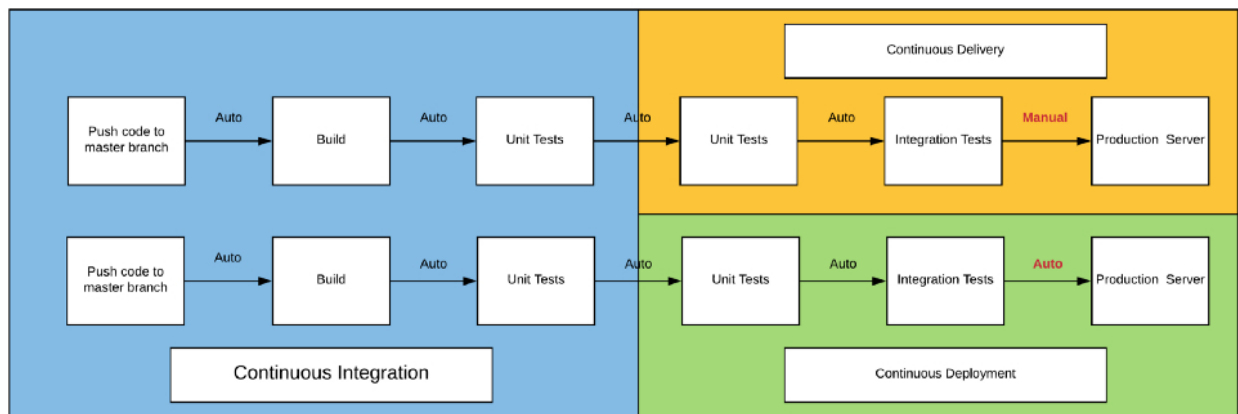 Continuous Delivery
Auto
Auto
Auto
Auto
Manual
Push code to
master branch
Build
Unit Tests
Unit Tests
Integration Tests
Production Server
Auto
Auto
Auto
Auto
Auto
Push code to
master branch
Build
Unit Tests
Unit Tests
Integration Tests
Production Server
Continuous Integration
Continuous Deployment